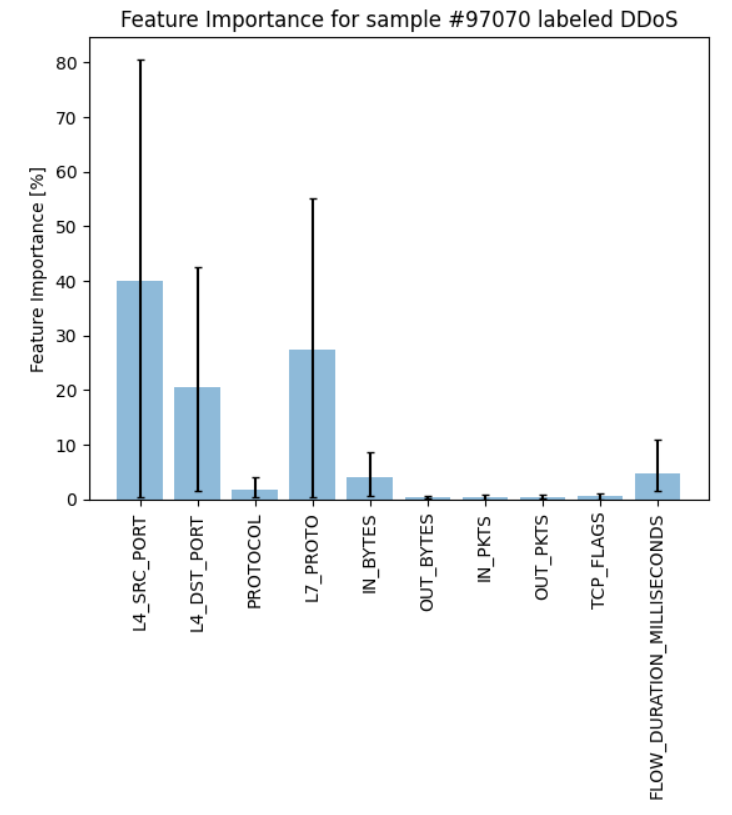 Feature Importance for sample #97070 labeled DDoS
Feature Importance [%]
80
70
60
50
40
30
20
10
0
L4_SRC_PORT
L4_DST_PORT
PROTOCOL
L7_PROTO
IN_BYTES
OUT_BYTES
IN_PKTS
OUT_PKTS
TCP_FLAGS
FLOW_DURATION_MILLISECONDS